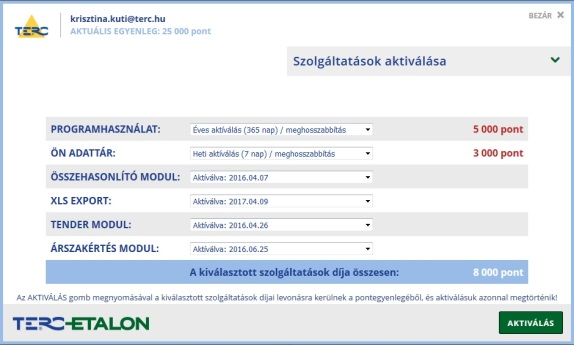 TERC
krisztina.kuti@terc.hu
AKTUÁLIS EGYENLEG: 25 000 pont
BEZÁR ×
Szolgáltatások aktiválása
PROGRAMHASZNÁLAT: Éves aktiválás (365 nap) / meghosszabbítás 5 000 pont
ÖN ADATTÁR: Heti aktiválás (7 nap) / meghosszabbítás 3 000 pont
ÖSSZEHASONLÍTÓ MODUL: Aktiválva: 2016.04.07
XLS EXPORT: Aktiválva: 2017.04.09
TENDER MODUL: Aktiválva: 2016.04.26
ÁRSZAKÉRTÉS MODUL: Aktiválva: 2016.06.25
A kiválasztott szolgáltatások díja összesen: 8 000 pont
Az AKTIVÁLÁS gomb megnyomásával a kiválasztott szolgáltatások díjai levonásra kerülnek a pontegyenlegéből, és aktiválásuk azonnal megtörténik!
TERC-ETALON
AKTIVÁLÁS